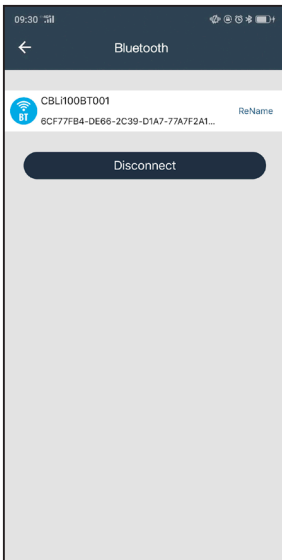 09:30
Bluetooth
BT
CBLi100BT001
ReName
6CF77FB4-DE66-2C39-D1A7-77A7F2A1...
Disconnect